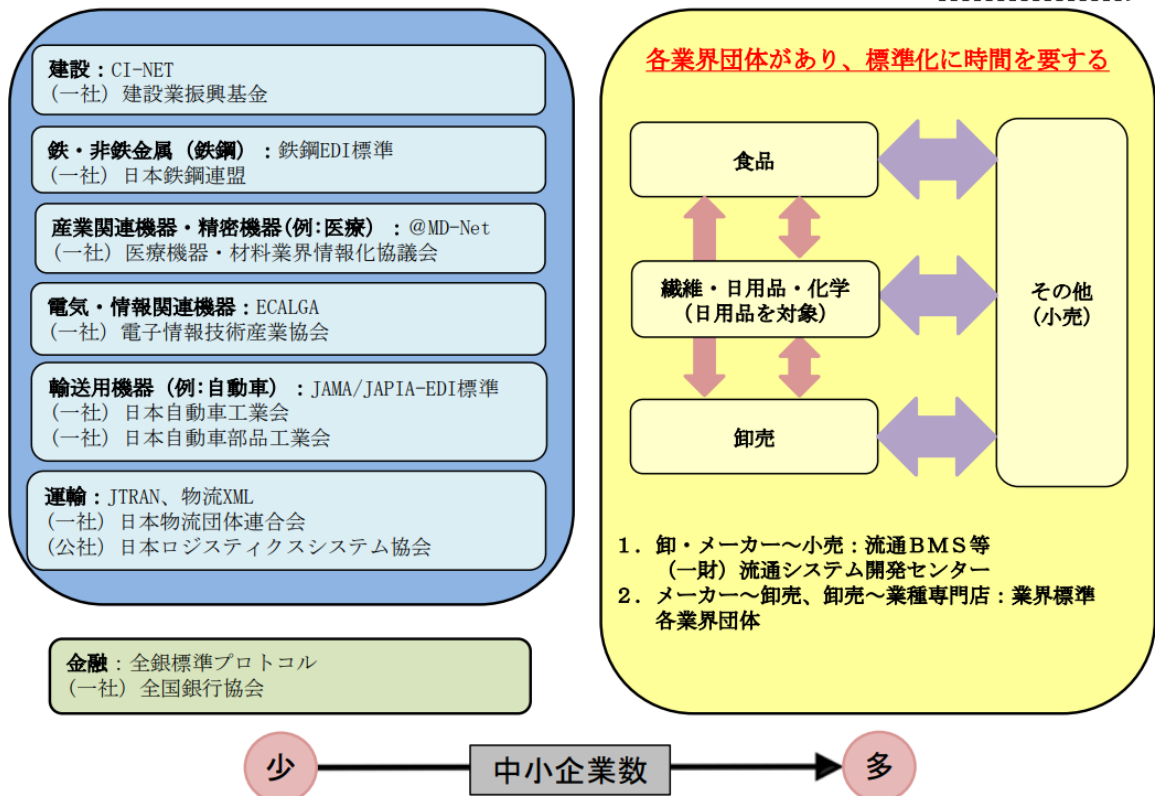 建設：CI-NET
(一社) 建設業振興基金
鉄・非鉄金属 (鉄鋼) ：鉄鋼EDI標準
(一社) 日本鉄鋼連盟
産業関連機器・精密機器(例:医療) ：@MD-Net
(一社) 医療機器・材料業界情報化協議会
電気・情報関連機器：ECALGA
(一社) 電子情報技術産業協会
輸送用機器 (例:自動車) ：JAMA/JAPIA-EDI標準
(一社) 日本自動車工業会
(一社) 日本自動車部品工業会
運輸：JTRAN、物流XML
(一社) 日本物流団体連合会
(公社) 日本ロジスティクスシステム協会
金融：全銀標準プロトコル
(一社) 全国銀行協会
各業界団体があり、標準化に時間を要する
食品
繊維・日用品・化学
(日用品を対象)
卸売
その他
(小売)
１．卸・メーカー～小売：流通ＢＭＳ等
(一財) 流通システム開発センター
２．メーカー～卸売、卸売～業種専門店：業界標準
各業界団体
少
中小企業数
多